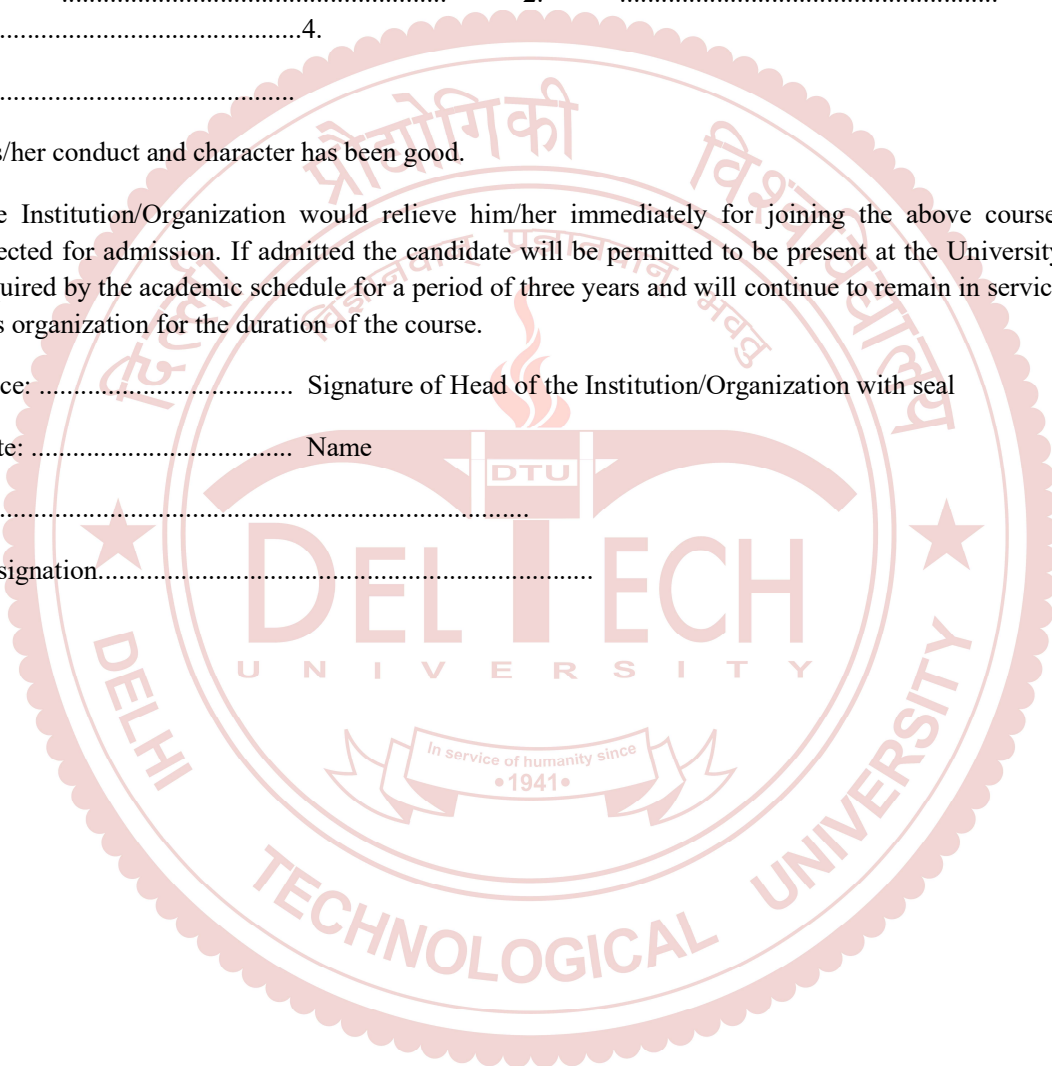 .......................................................  2.  ......................................................
...........................................4.
..........................................
s/her conduct and character has been good.
e Institution/Organization would relieve him/her immediately for joining the above course
ected for admission. If admitted the candidate will be permitted to be present at the University
quired by the academic schedule for a period of three years and will continue to remain in servic
s organization for the duration of the course.
ce: .................................... Signature of Head of the Institution/Organization with seal
te: ..................................... Name
............................................................................
signation.......................................................................
दिल्ली प्रौद्योगिकी विश्वविद्यालय
भवतु
DTU
DELTECH
UNIVERSITY
In service of humanity since
•1941•
DELHI TECHNOLOGICAL UNIVERSITY